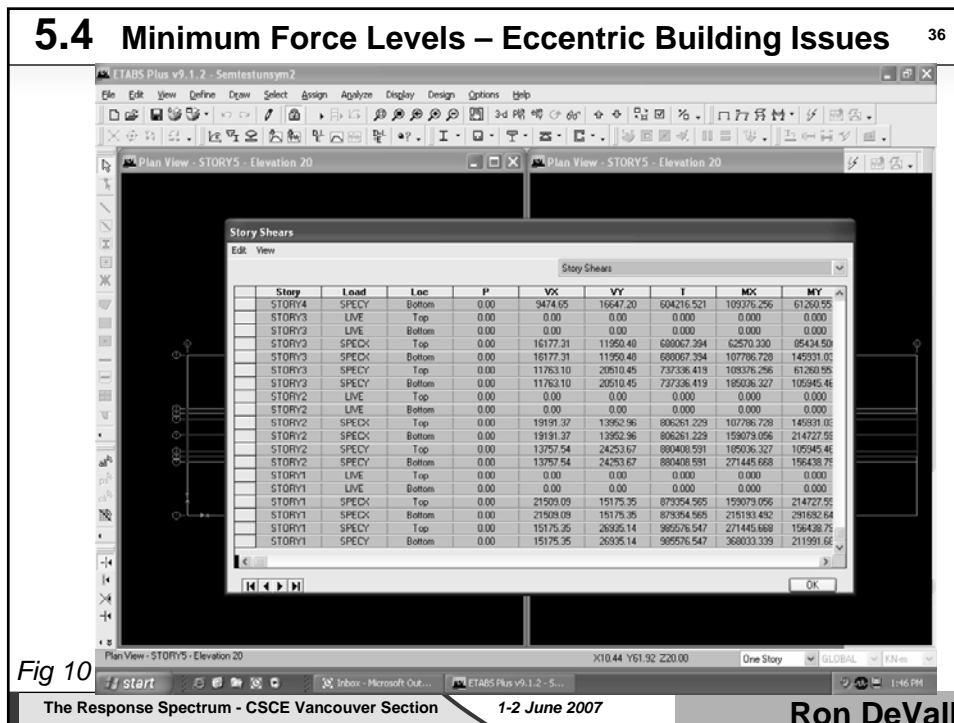 5.4 Minimum Force Levels – Eccentric Building Issues 36
ETABS Plus v9.1.2 - Semtestunsym2
File Edit View Define Draw Select Assign Analyze Display Design Options Help
Plan View - STORY5 - Elevation 20
Plan View - STORY5 - Elevation 20
Story Shears
Edit View
Story Shears
Story Load Loc P VX VY T MX MY
STORY4 SPECY Bottom 0.00 9474.65 16647.20 604216.521 109376.256 61260.55
STORY3 LIVE Top 0.00 0.00 0.00 0.000 0.000 0.000
STORY3 LIVE Bottom 0.00 0.00 0.00 0.000 0.000 0.000
STORY3 SPECX Top 0.00 16177.31 11950.48 688067.394 62570.330 85434.50
STORY3 SPECX Bottom 0.00 16177.31 11950.48 688067.394 107786.728 145931.03
STORY3 SPECY Top 0.00 11763.10 20510.45 737336.419 109376.256 61260.55
STORY3 SPECY Bottom 0.00 11763.10 20510.45 737336.419 185036.327 105945.46
STORY2 LIVE Top 0.00 0.00 0.00 0.000 0.000 0.000
STORY2 LIVE Bottom 0.00 0.00 0.00 0.000 0.000 0.000
STORY2 SPECX Top 0.00 19191.37 13952.96 806261.229 107786.728 145931.03
STORY2 SPECX Bottom 0.00 19191.37 13952.96 806261.229 159079.056 214727.55
STORY2 SPECY Top 0.00 13757.54 24253.67 880408.591 185036.327 105945.46
STORY2 SPECY Bottom 0.00 13757.54 24253.67 880408.591 271445.668 156438.75
STORY1 LIVE Top 0.00 0.00 0.00 0.000 0.000 0.000
STORY1 LIVE Bottom 0.00 0.00 0.00 0.000 0.000 0.000
STORY1 SPECX Top 0.00 21509.09 15175.35 879354.565 159079.056 214727.55
STORY1 SPECX Bottom 0.00 21509.09 15175.35 879354.565 215193.492 291692.64
STORY1 SPECY Top 0.00 15175.35 26935.14 985576.547 271445.668 156438.75
STORY1 SPECY Bottom 0.00 15175.35 26935.14 985576.547 368033.339 211991.66
OK
Plan View - STORY5 - Elevation 20 X10.44 Y61.92 Z20.00 One Story GLOBAL KN-m
Fig 10
start Inbox - Microsoft Out... ETABS Plus v9.1.2 - S... 1:46 PM
The Response Spectrum - CSCE Vancouver Section 1-2 June 2007 Ron DeVall